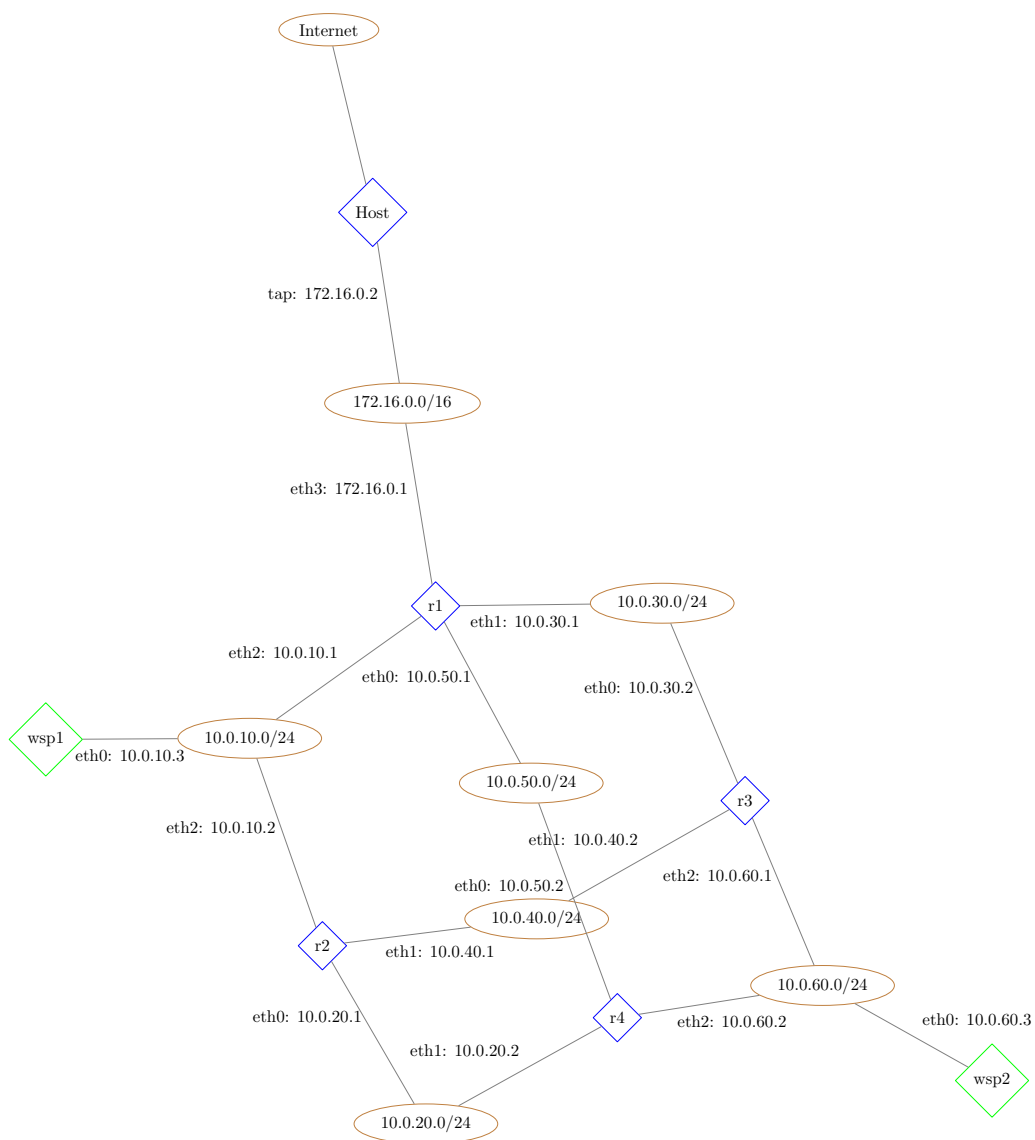 Internet
Host
tap: 172.16.0.2
172.16.0.0/16
eth3: 172.16.0.1
r1
10.0.30.0/24
eth1: 10.0.30.1
eth2: 10.0.10.1
eth0: 10.0.50.1
eth0: 10.0.30.2
wsp1
10.0.10.0/24
eth0: 10.0.10.3
10.0.50.0/24
r3
eth2: 10.0.10.2
eth1: 10.0.40.2
eth2: 10.0.60.1
eth0: 10.0.50.2
10.0.40.0/24
r2
eth1: 10.0.40.1
10.0.60.0/24
eth0: 10.0.20.1
r4
eth2: 10.0.60.2
eth0: 10.0.60.3
eth1: 10.0.20.2
wsp2
10.0.20.0/24